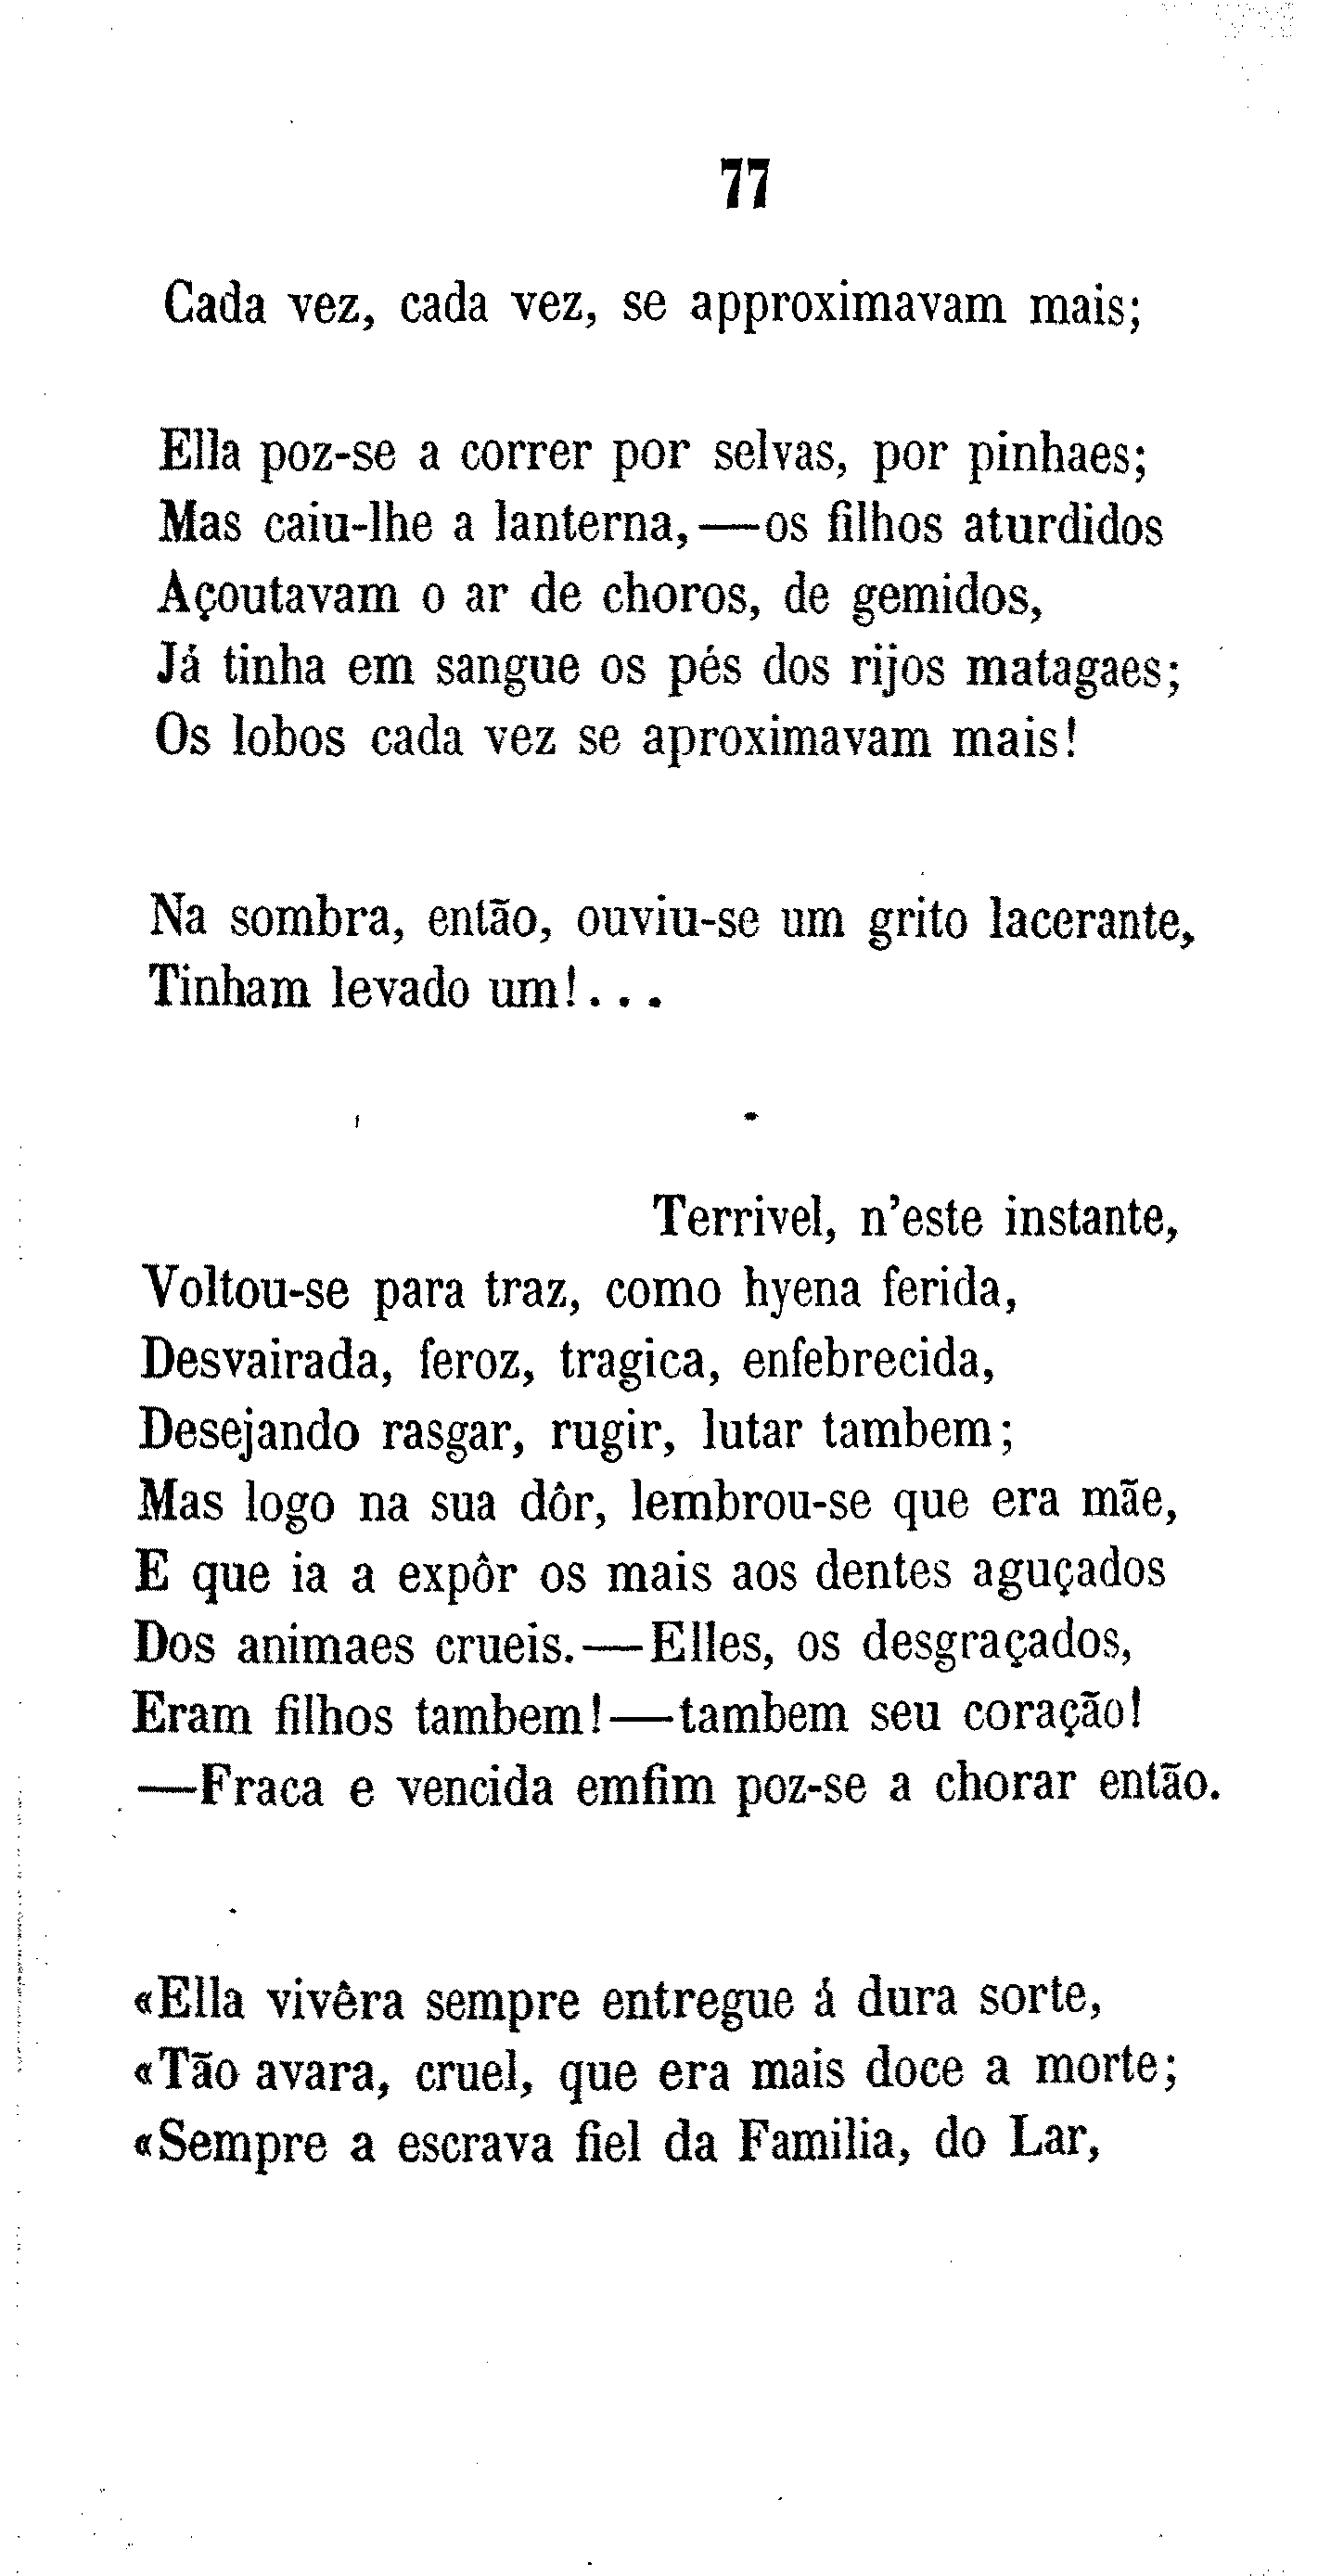 77
Cada vez, cada vez, se approximavam mais;
Ella poz-se a correr por selvas, por pinhaes;
Mas caiu-lhe a lanterna,—os filhos aturdidos
Açoutavam o ar de choros, de gemidos,
Já tinha em sangue os pés dos rijos matagaes;
Os lobos cada vez se aproximavam mais!
Na sombra, então, ouviu-se um grito lacerante,
Tinham levado um!...
Terrivel, n'este instante,
Voltou-se para traz, como hyena ferida,
Desvairada, feroz, tragica, enfebrecida,
Desejando rasgar, rugir, lutar tambem;
Mas logo na sua dôr, lembrou-se que era mãe,
E que ia a expôr os mais aos dentes aguçados
Dos animaes crueis.—Elles, os desgraçados,
Eram filhos tambem!—tambem seu coração!
—Fraca e vencida emfim poz-se a chorar então.
«Ella vivêra sempre entregue á dura sorte,
«Tão avara, cruel, que era mais doce a morte;
«Sempre a escrava fiel da Familia, do Lar,